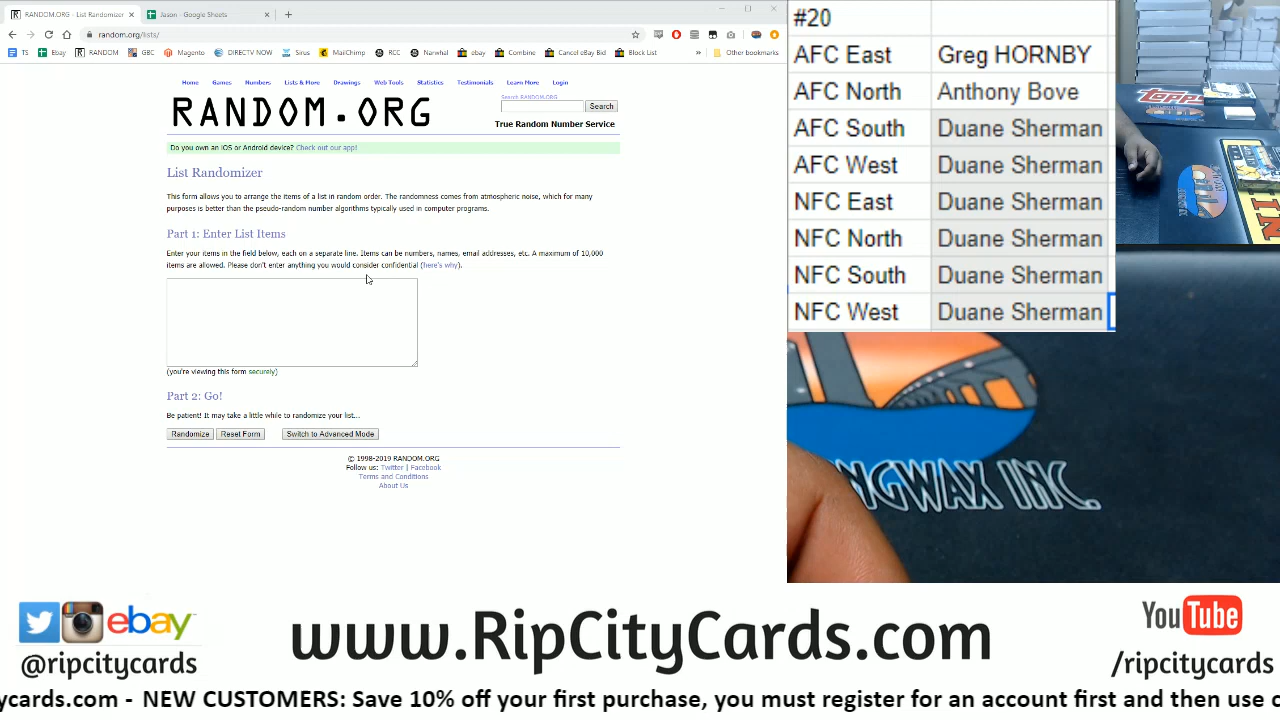 RANDOM.ORG - List Randomizer
Jason - Google Sheets
random.org/lists/
TS
Ebay
RANDOM
GBC
Magento
DIRECTV NOW
Sirus
MailChimp
RCC
Narwhal
ebay
Combine
Cancel eBay Bid
Block List
»
Other bookmarks
Home
Games
Numbers
Lists & More
Drawings
Web Tools
Statistics
Testimonials
Learn More
Login
RANDOM.ORG
Search RANDOM.ORG
Search
True Random Number Service
Do you own an iOS or Android device? Check out our app!
List Randomizer
This form allows you to arrange the items of a list in random order. The randomness comes from atmospheric noise, which for many
purposes is better than the pseudo-random number algorithms typically used in computer programs.
Part 1: Enter List Items
Enter your items in the field below, each on a separate line. Items can be numbers, names, email addresses, etc. A maximum of 10,000
items are allowed. Please don't enter anything you would consider confidential (here's why).
(you're viewing this form securely)
Part 2: Go!
Be patient! It may take a little while to randomize your list...
Randomize
Reset Form
Switch to Advanced Mode
© 1998-2019 RANDOM.ORG
Follow us: Twitter | Facebook
Terms and Conditions
About Us
#20
AFC East Greg HORNBY
AFC North Anthony Bove
AFC South Duane Sherman
AFC West Duane Sherman
NFC East Duane Sherman
NFC North Duane Sherman
NFC South Duane Sherman
NFC West Duane Sherman
TOPPS
NGWAX INC.
ebay
@ripcitycards
www.RipCityCards.com
YouTube
/ripcitycards
ycards.com - NEW CUSTOMERS: Save 10% off your first purchase, you must register for an account first and then use c